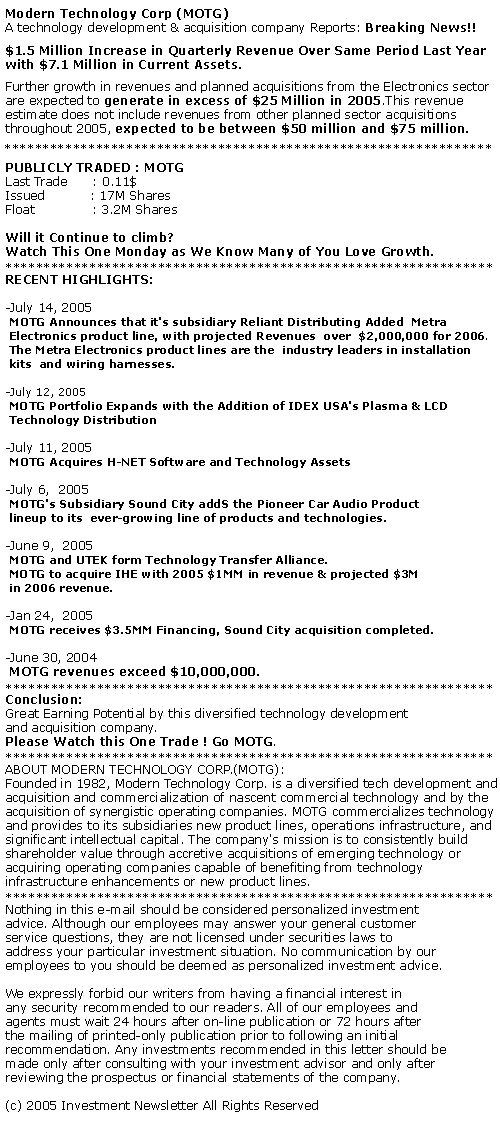 Modern Technology Corp (MOTG)
A technology development & acquisition company Reports: Breaking News!!
$1.5 Million Increase in Quarterly Revenue Over Same Period Last Year
with $7.1 Million in Current Assets.
Further growth in revenues and planned acquisitions from the Electronics sector
are expected to generate in excess of $25 Million in 2005.This revenue
estimate does not include revenues from other planned sector acquisitions
throughout 2005, expected to be between $50 million and $75 million.
****************************************************************
PUBLICLY TRADED : MOTG
Last Trade : 0.11$
Issued : 17M Shares
Float : 3.2M Shares
Will it Continue to climb?
Watch This One Monday as We Know Many of You Love Growth.
****************************************************************
RECENT HIGHLIGHTS:
-July 14, 2005
MOTG Announces that it's subsidiary Reliant Distributing Added Metra
Electronics product line, with projected Revenues over $2,000,000 for 2006.
The Metra Electronics product lines are the industry leaders in installation
kits and wiring harnesses.
-July 12, 2005
MOTG Portfolio Expands with the Addition of IDEX USA's Plasma & LCD
Technology Distribution
-July 11, 2005
MOTG Acquires H-NET Software and Technology Assets
-July 6, 2005
MOTG's Subsidiary Sound City addS the Pioneer Car Audio Product
lineup to its ever-growing line of products and technologies.
-June 9, 2005
MOTG and UTEK form Technology Transfer Alliance.
MOTG to acquire IHE with 2005 $1MM in revenue & projected $3M
in 2006 revenue.
-Jan 24, 2005
MOTG receives $3.5MM Financing, Sound City acquisition completed.
-June 30, 2004
MOTG revenues exceed $10,000,000.
****************************************************************
Conclusion:
Great Earning Potential by this diversified technology development
and acquisition company.
Please Watch this One Trade ! Go MOTG.
****************************************************************
ABOUT MODERN TECHNOLOGY CORP.(MOTG):
Founded in 1982, Modern Technology Corp. is a diversified tech development and
acquisition and commercialization of nascent commercial technology and by the
acquisition of synergistic operating companies. MOTG commercializes technology
and provides to its subsidiaries new product lines, operations infrastructure, and
significant intellectual capital. The company's mission is to consistently build
shareholder value through accretive acquisitions of emerging technology or
acquiring operating companies capable of benefiting from technology
infrastructure enhancements or new product lines.
****************************************************************
Nothing in this e-mail should be considered personalized investment
advice. Although our employees may answer your general customer
service questions, they are not licensed under securities laws to
address your particular investment situation. No communication by our
employees to you should be deemed as personalized investment advice.
We expressly forbid our writers from having a financial interest in
any security recommended to our readers. All of our employees and
agents must wait 24 hours after on-line publication or 72 hours after
the mailing of printed-only publication prior to following an initial
recommendation. Any investments recommended in this letter should be
made only after consulting with your investment advisor and only after
reviewing the prospectus or financial statements of the company.
(c) 2005 Investment Newsletter All Rights Reserved